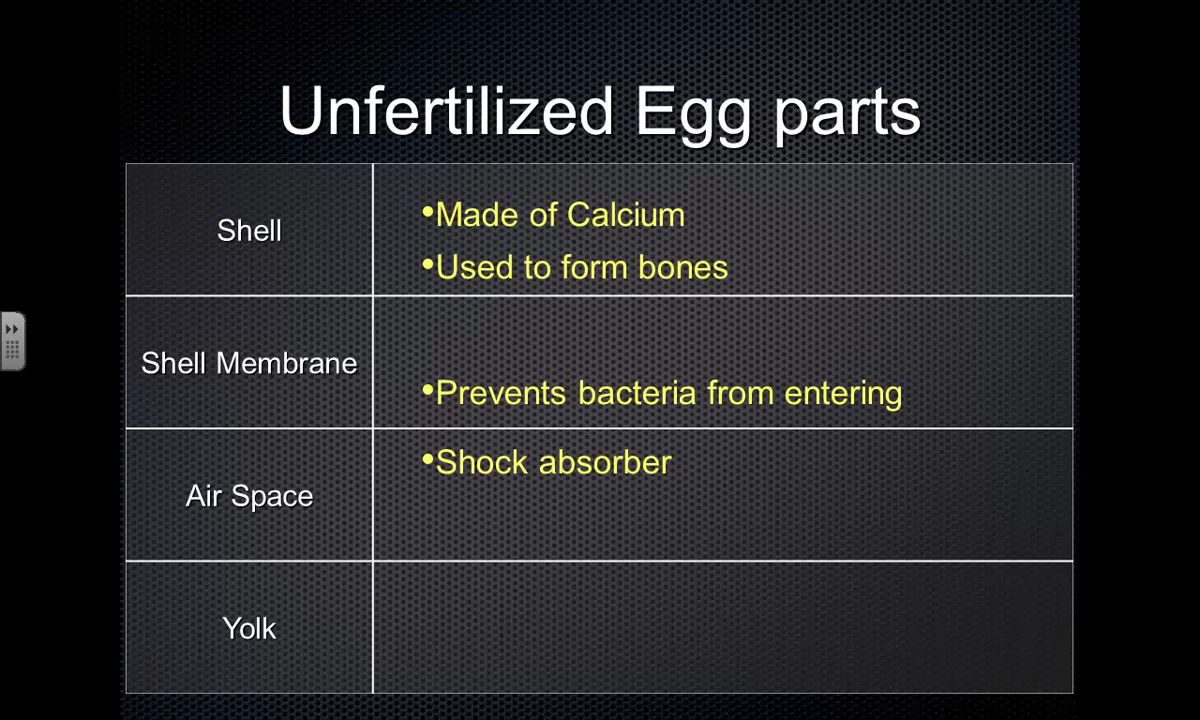 Unfertilized Egg parts
Shell
•Made of Calcium
•Used to form bones
Shell Membrane
•Prevents bacteria from entering
Air Space
•Shock absorber
Yolk